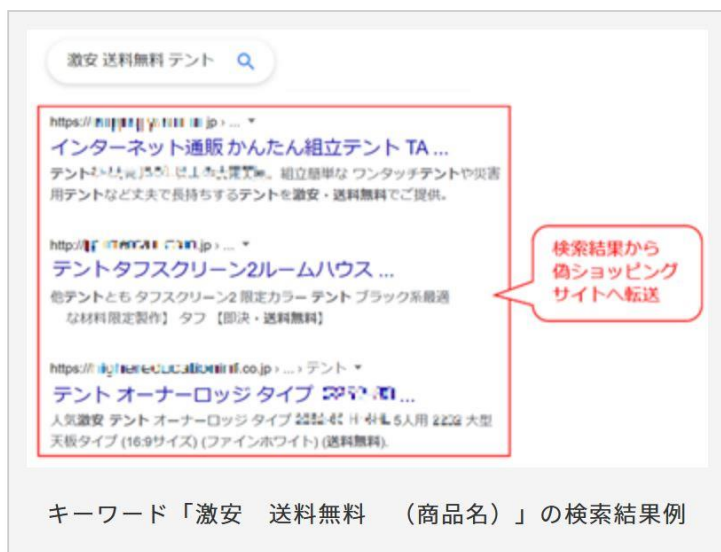 激安 送料無料 テント
https:// jp › ...
インターネット通販 かんたん組立テント TA ...
テント 組立簡単な ワンタッチテントや災害
用テントなど丈夫で長持ちするテントを激安・送料無料でご提供。
http:// .jp › ...
テントタフスクリーン2ルームハウス ...
他テントとも タフスクリーン2 限定カラー テント ブラック系最適
な材料限定製作】 タフ 【即決・送料無料】
https:// .co.jp › ... › テント
テント オーナーロッジ タイプ ...
人気激安 テント オーナーロッジ タイプ 5人用 大型
天板タイプ (16:9サイズ) (ファインホワイト) (送料無料).
検索結果から
偽ショッピング
サイトへ転送
キーワード「激安 送料無料 （商品名）」の検索結果例